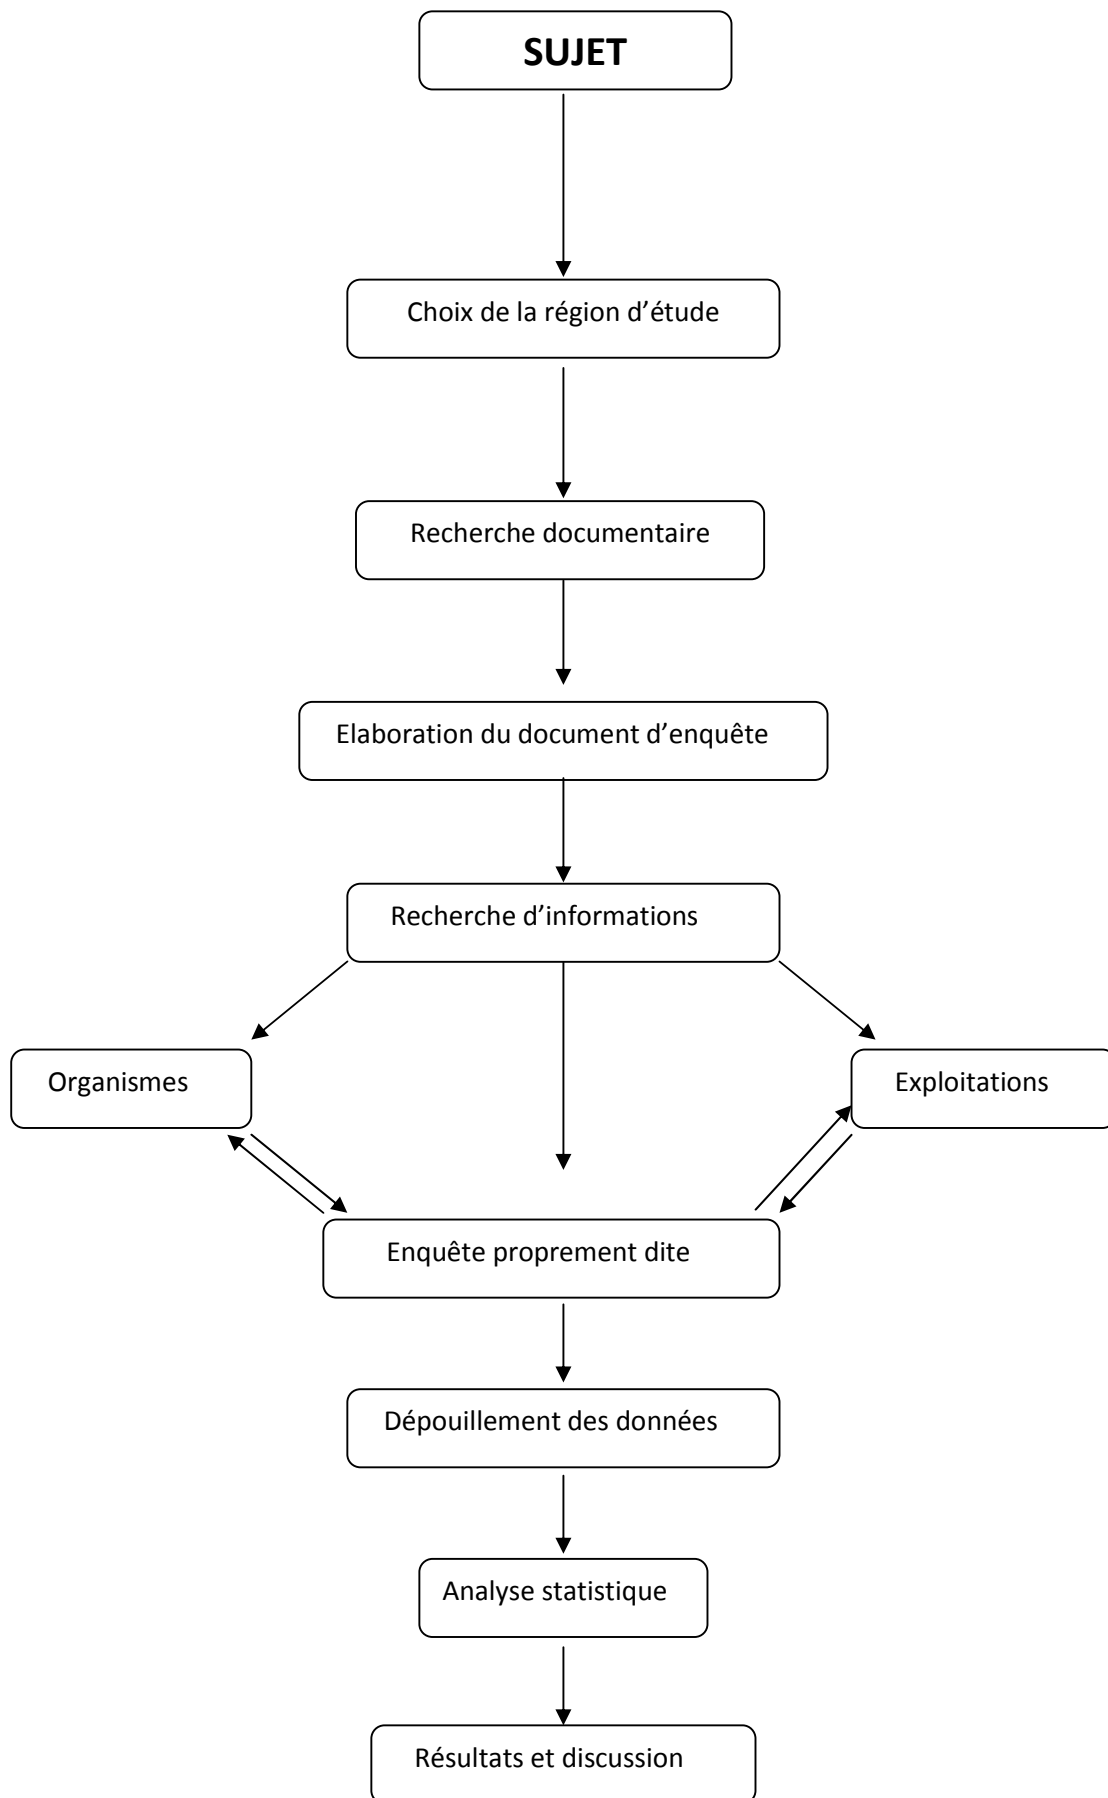 SUJET
Choix de la région d’étude
Recherche documentaire
Elaboration du document d’enquête
Recherche d’informations
Organismes
Exploitations
Enquête proprement dite
Dépouillement des données
Analyse statistique
Résultats et discussion